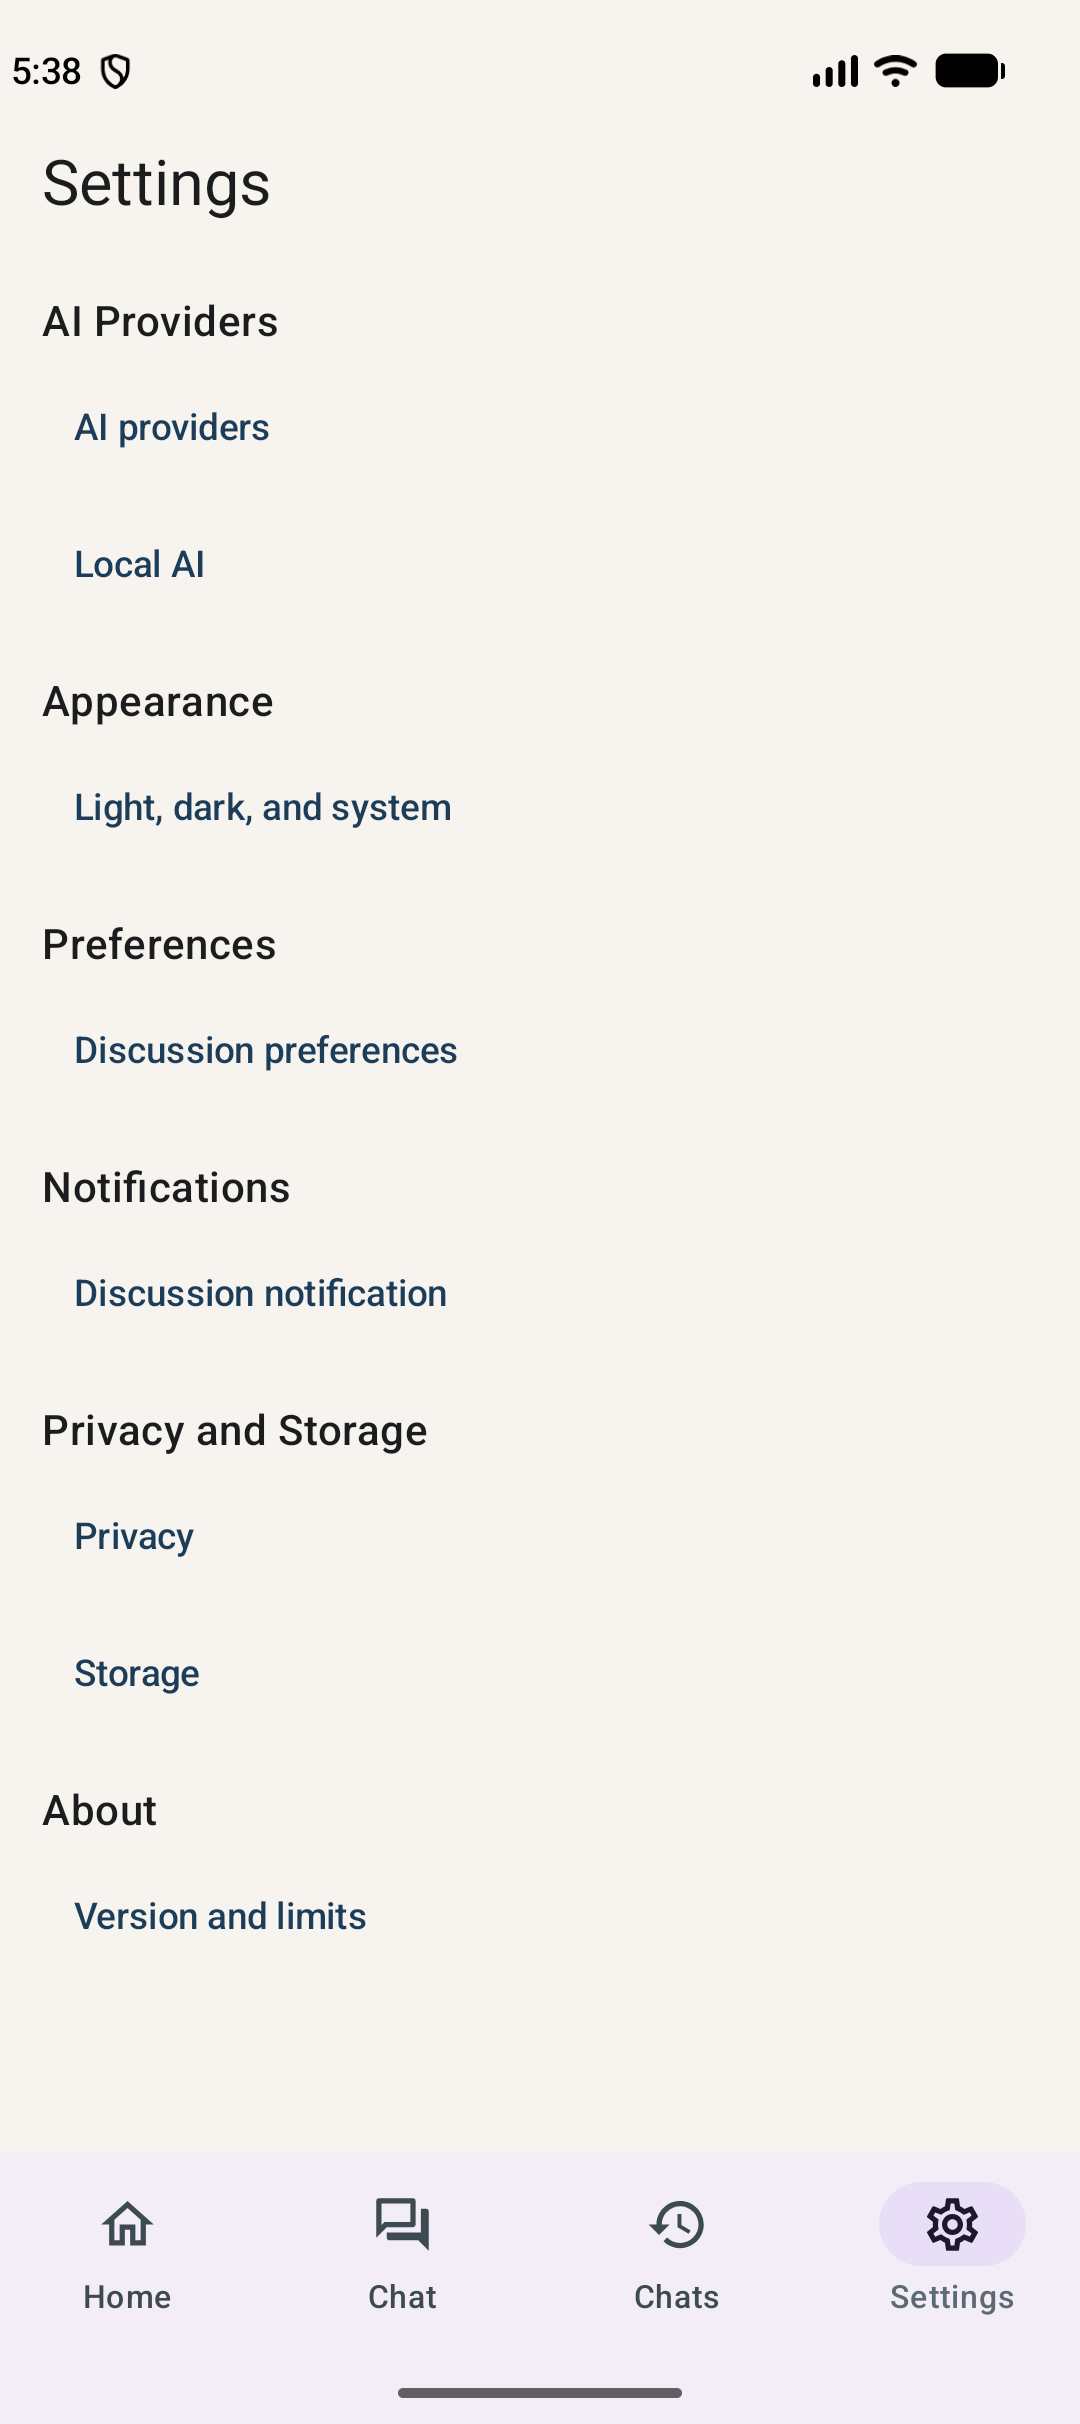 5:38
Settings
AI Providers
AI providers
Local AI
Appearance
Light, dark, and system
Preferences
Discussion preferences
Notifications
Discussion notification
Privacy and Storage
Privacy
Storage
About
Version and limits
Home
Chat
Chats
Settings